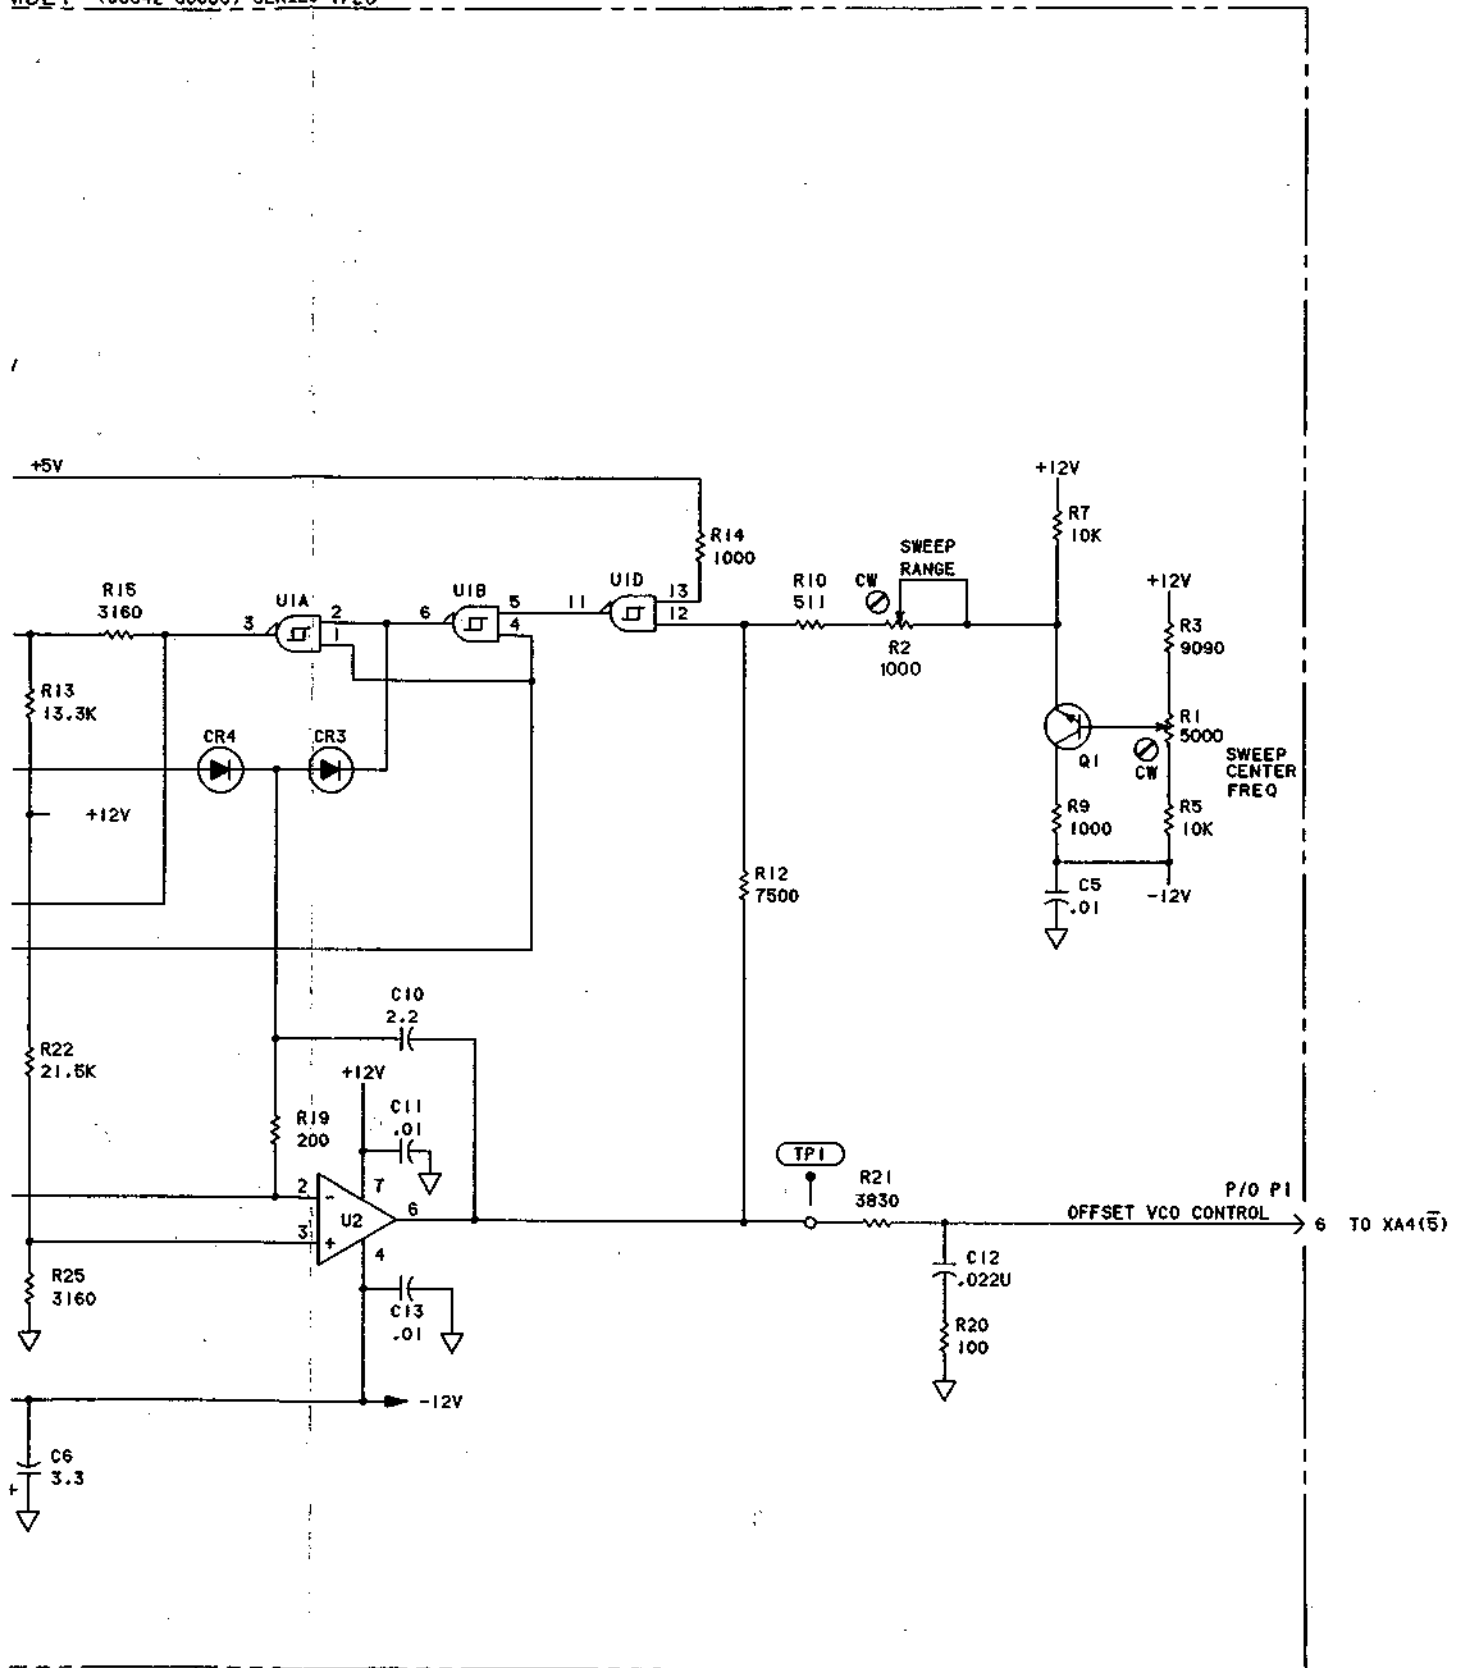 +5V
+12V
R7
10K
R14
1000
SWEEP
RANGE
R10
511
CW
+12V
R15
3160
U1A
U1B
U1D
3
2
1
6
5
4
11
13
12
R2
1000
R3
9090
R13
13.3K
CR4
CR3
R1
5000
Q1
CW
SWEEP
CENTER
FREQ
+12V
R9
1000
R5
10K
R12
7500
C5
.01
-12V
C10
2.2
R22
21.5K
+12V
C11
.01
R19
200
TP1
R21
3830
P/O P1
2
-
7
U2
6
3
+
4
OFFSET VCO CONTROL
6 TO XA4(5̅)
R25
3160
C13
.01
C12
.022U
R20
100
-12V
C6
3.3
+